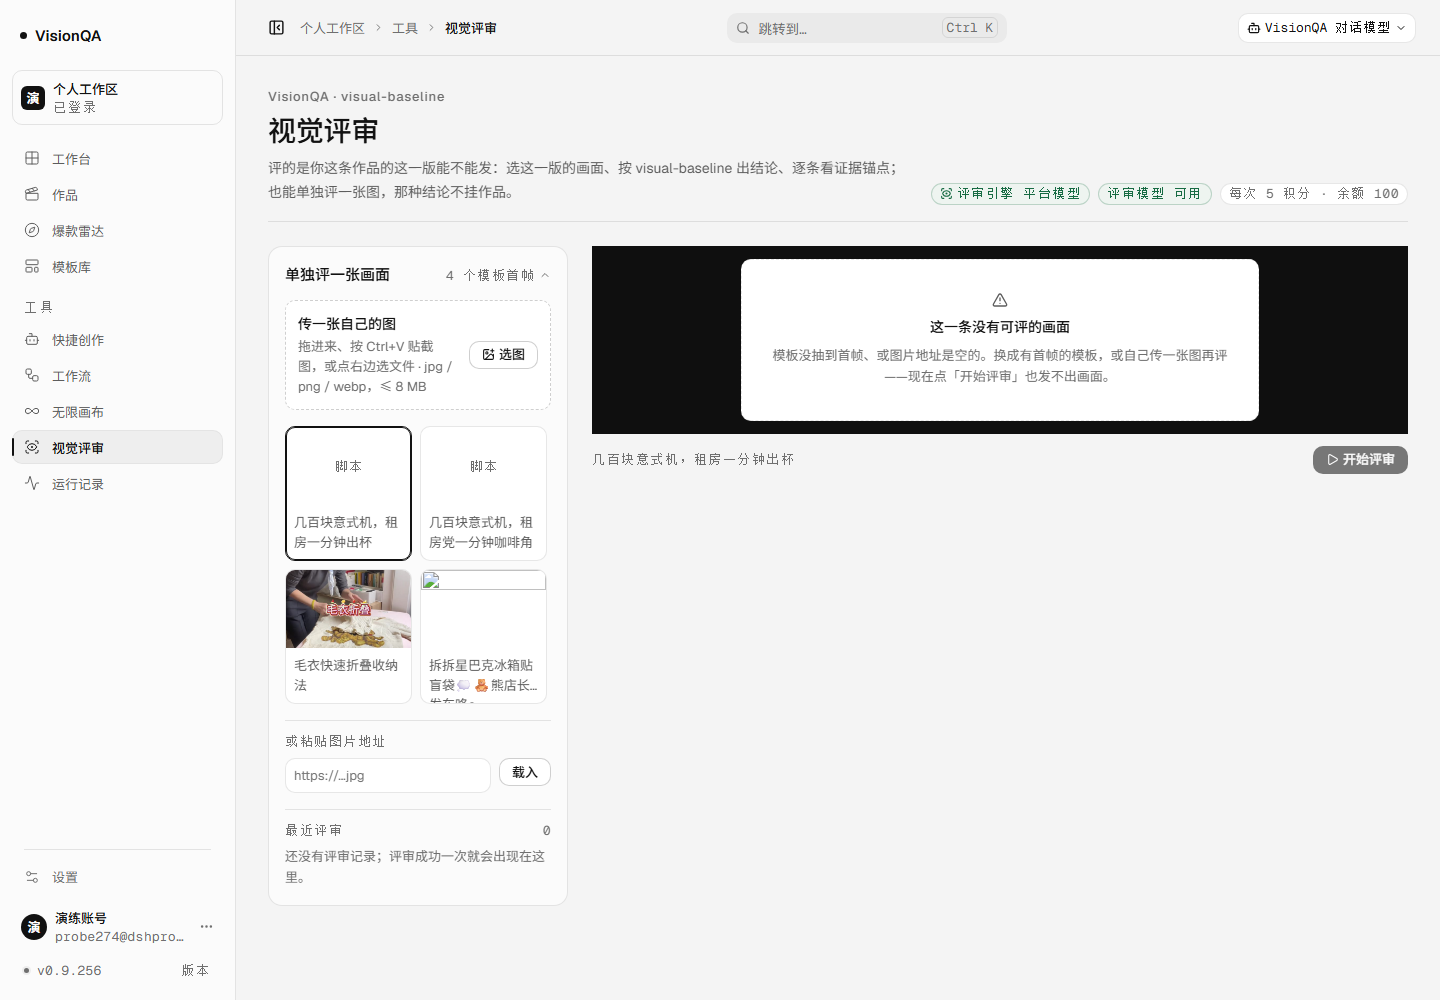 VisionQA
演
个人工作区
已登录
工作台
作品
爆款雷达
模板库
工具
快捷创作
工作流
无限画布
视觉评审
运行记录
设置
演
演练账号
probe274@dshpro…
v0.9.256
版本
个人工作区
工具
视觉评审
跳转到…
Ctrl K
VisionQA 对话模型
VisionQA · visual-baseline
视觉评审
评的是你这条作品的这一版能不能发：选这一版的画面、按 visual-baseline 出结论、逐条看证据锚点；
也能单独评一张图，那种结论不挂作品。
评审引擎 平台模型
评审模型 可用
每次 5 积分 · 余额 100
单独评一张画面
4 个模板首帧
传一张自己的图
拖进来、按 Ctrl+V 贴截
图，或点右边选文件 · jpg /
png / webp，≤ 8 MB
选图
脚本
几百块意式机，租
房一分钟出杯
脚本
几百块意式机，租
房党一分钟咖啡角
毛衣折叠
毛衣快速折叠收纳
法
拆拆星巴克冰箱贴
盲袋💭 🧸 熊店长…
或粘贴图片地址
https://…jpg
载入
最近评审
0
还没有评审记录；评审成功一次就会出现在这
里。
这一条没有可评的画面
模板没抽到首帧、或图片地址是空的。换成有首帧的模板，或自己传一张图再评
——现在点「开始评审」也发不出画面。
几百块意式机，租房一分钟出杯
开始评审